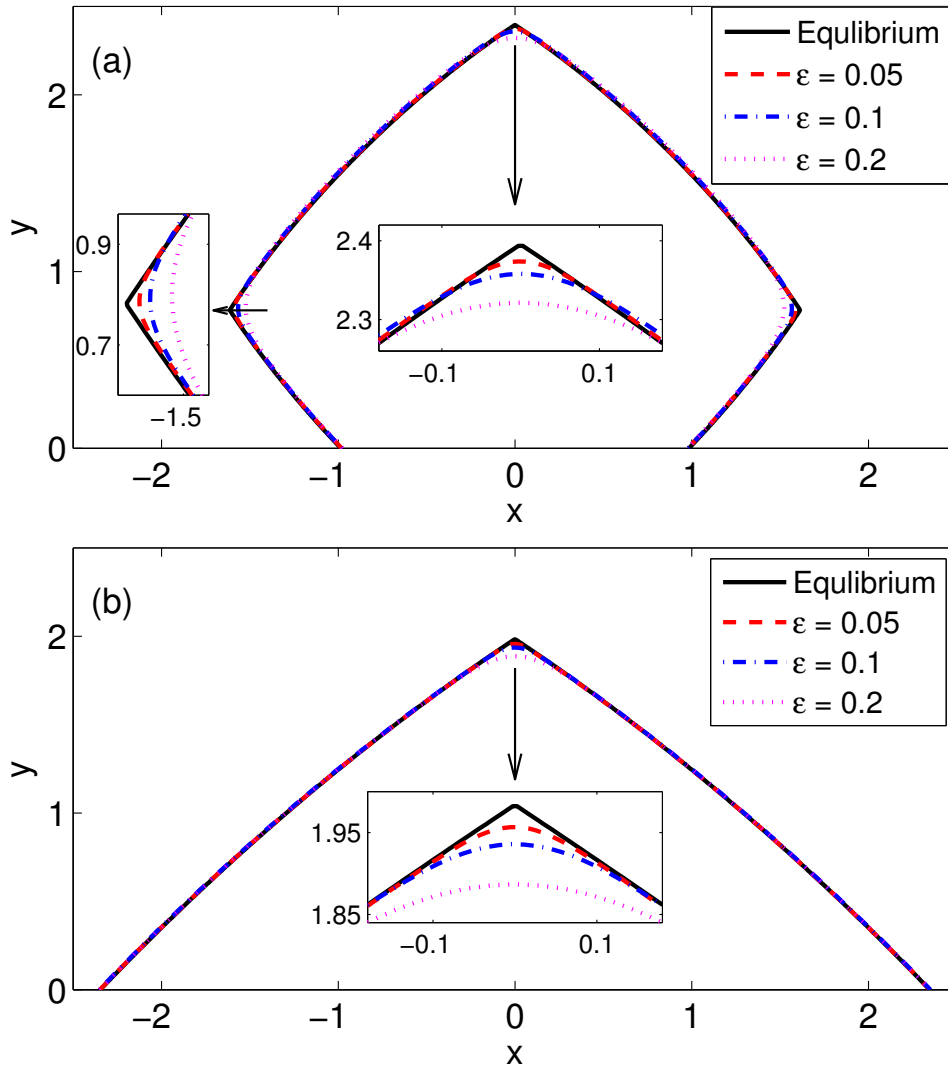 (a)
Equlibrium
ε = 0.05
ε = 0.1
ε = 0.2
2
1
0
y
0.9
0.7
−1.5
2.4
2.3
−0.1 0.1
−2 −1 0 1 2
x
(b)
Equlibrium
ε = 0.05
ε = 0.1
ε = 0.2
2
1
0
y
1.95
1.85
−0.1 0.1
−2 −1 0 1 2
x